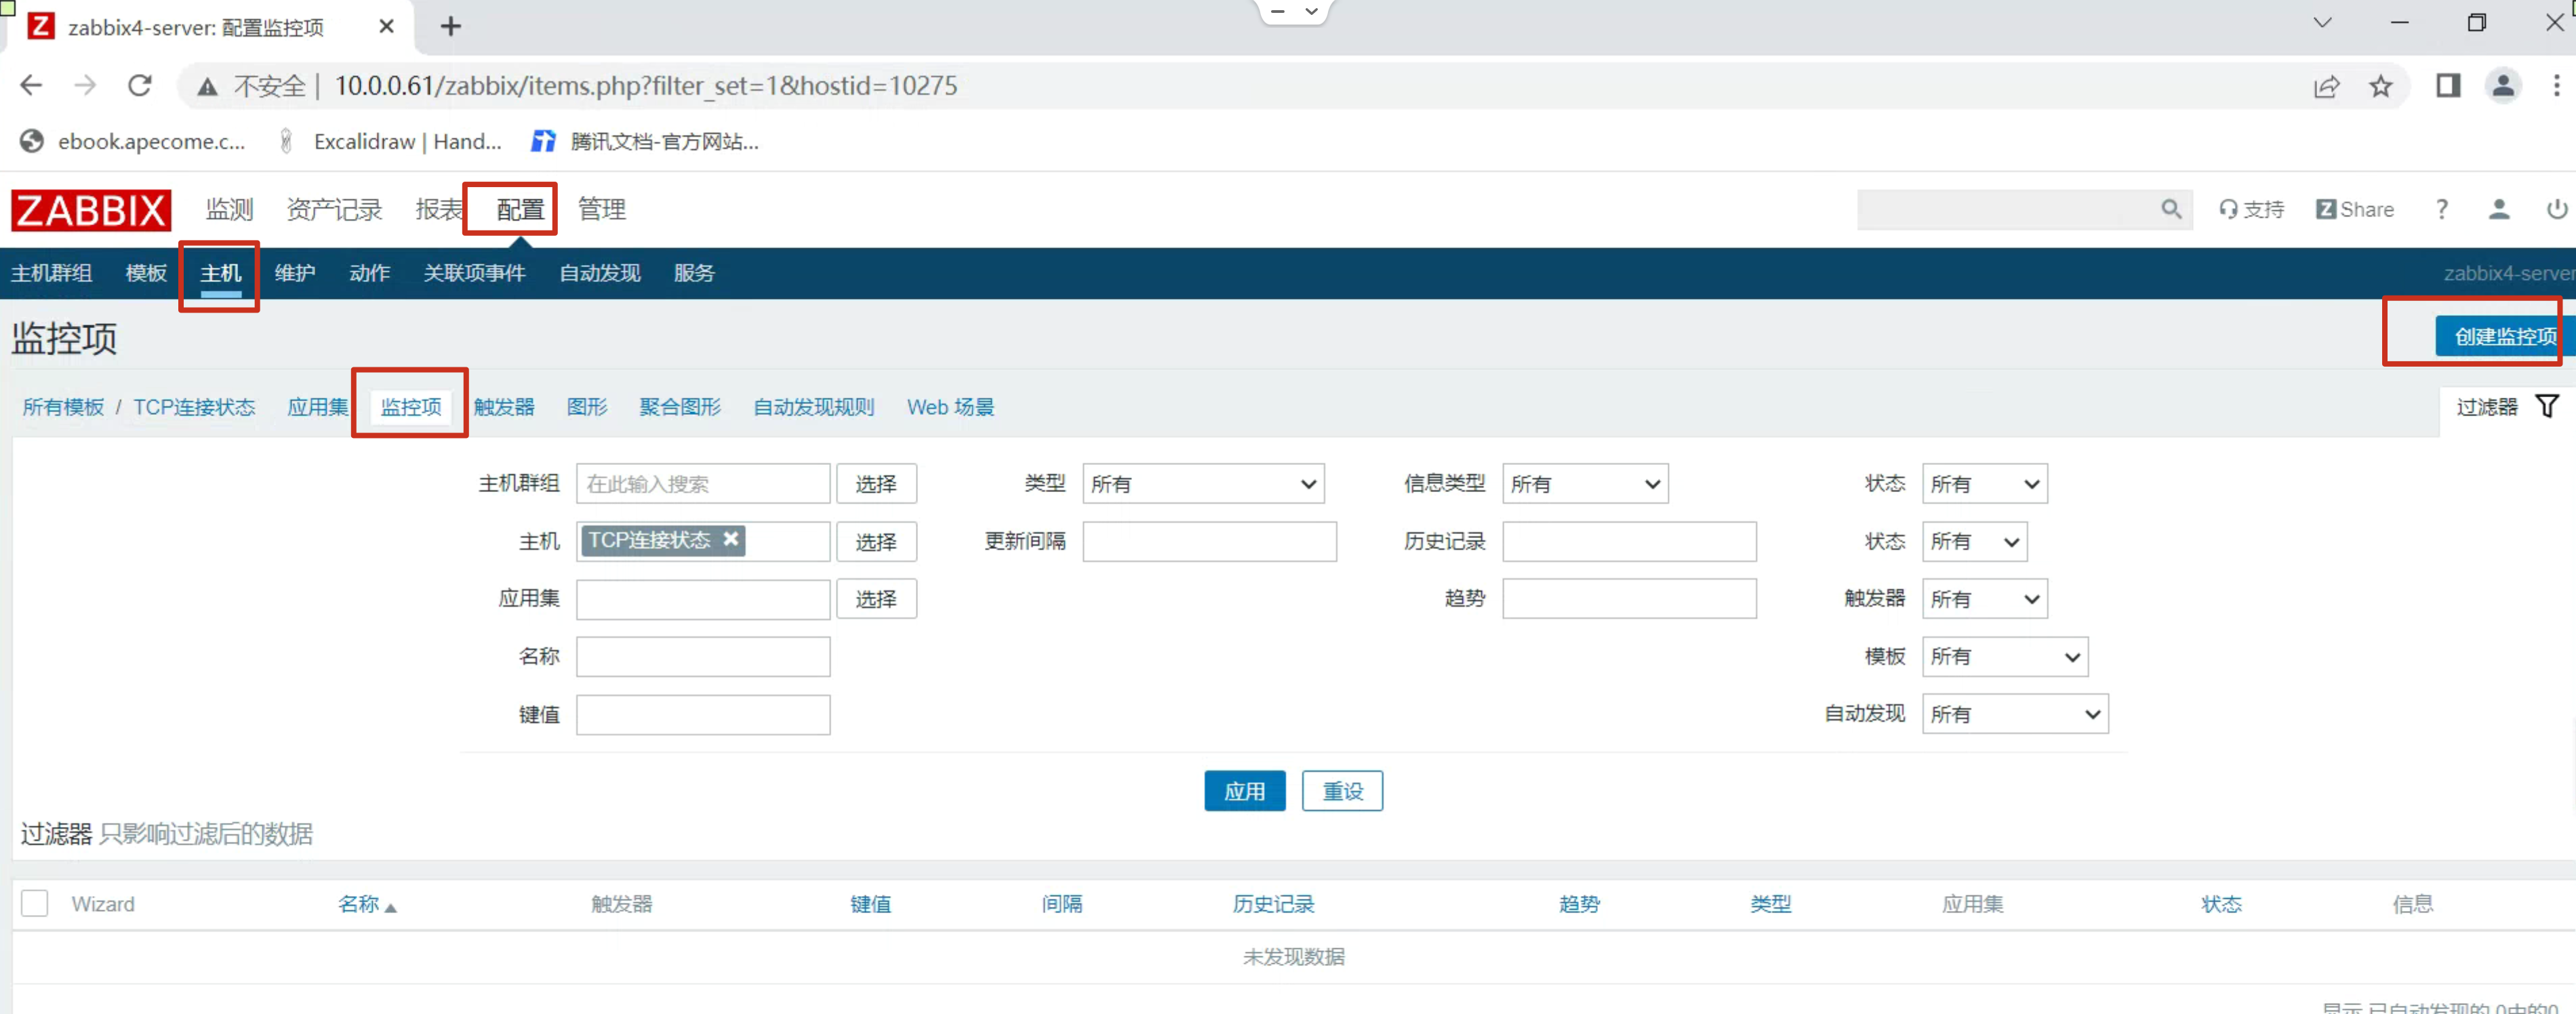 Z zabbix4-server: 配置监控项
不安全 | 10.0.0.61/zabbix/items.php?filter_set=1&hostid=10275
ebook.apecome.c... Excalidraw | Hand... 腾讯文档-官方网站...
ZABBIX 监测 资产记录 报表 配置 管理 支持 Z Share ?
主机群组 模板 主机 维护 动作 关联项事件 自动发现 服务 zabbix4-server
监控项 创建监控项
所有模板 / TCP连接状态 应用集 监控项 触发器 图形 聚合图形 自动发现规则 Web 场景 过滤器
主机群组 在此输入搜索 选择 类型 所有 信息类型 所有 状态 所有
主机 TCP连接状态 选择 更新间隔 历史记录 状态 所有
应用集 选择 趋势 触发器 所有
名称 模板 所有
键值 自动发现 所有
应用 重设
过滤器 只影响过滤后的数据
Wizard 名称 触发器 键值 间隔 历史记录 趋势 类型 应用集 状态 信息
未发现数据
显示 已自动发现的 0中的0